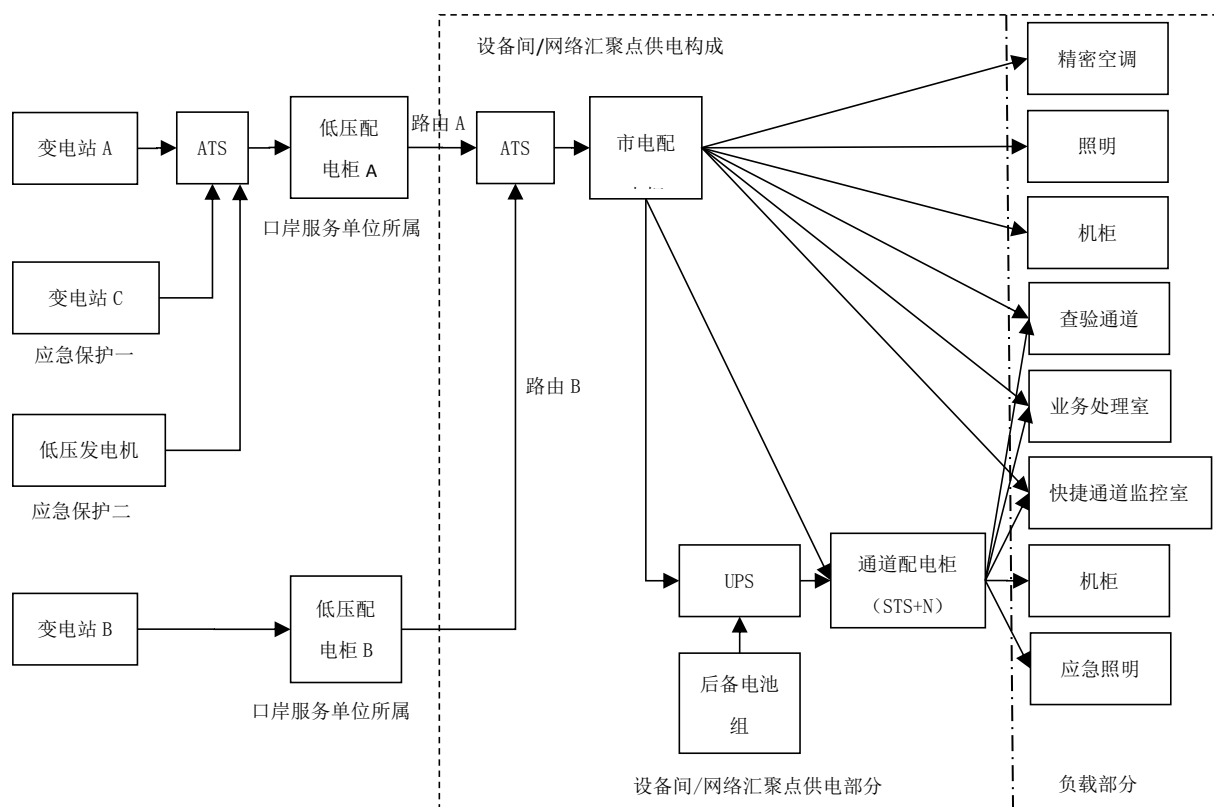 设备间/网络汇聚点供电构成
精密空调
照明
机柜
查验通道
业务处理室
快捷通道监控室
机柜
应急照明
变电站 A
ATS
低压配
电柜 A
口岸服务单位所属
路由 A
ATS
市电配
变电站 C
应急保护一
低压发电机
应急保护二
路由 B
变电站 B
低压配
电柜 B
口岸服务单位所属
UPS
后备电池
组
通道配电柜
（STS+N）
设备间/网络汇聚点供电部分
负载部分